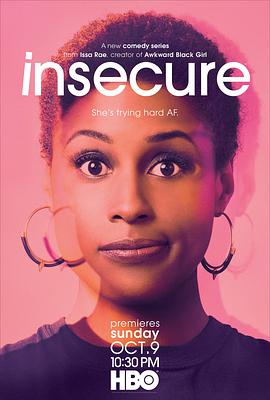 A new comedy series
from Issa Rae, creator of Awkward Black Girl
insecure
She's trying hard AF.
premieres
sunday
OCT.9
10:30 PM
HBO